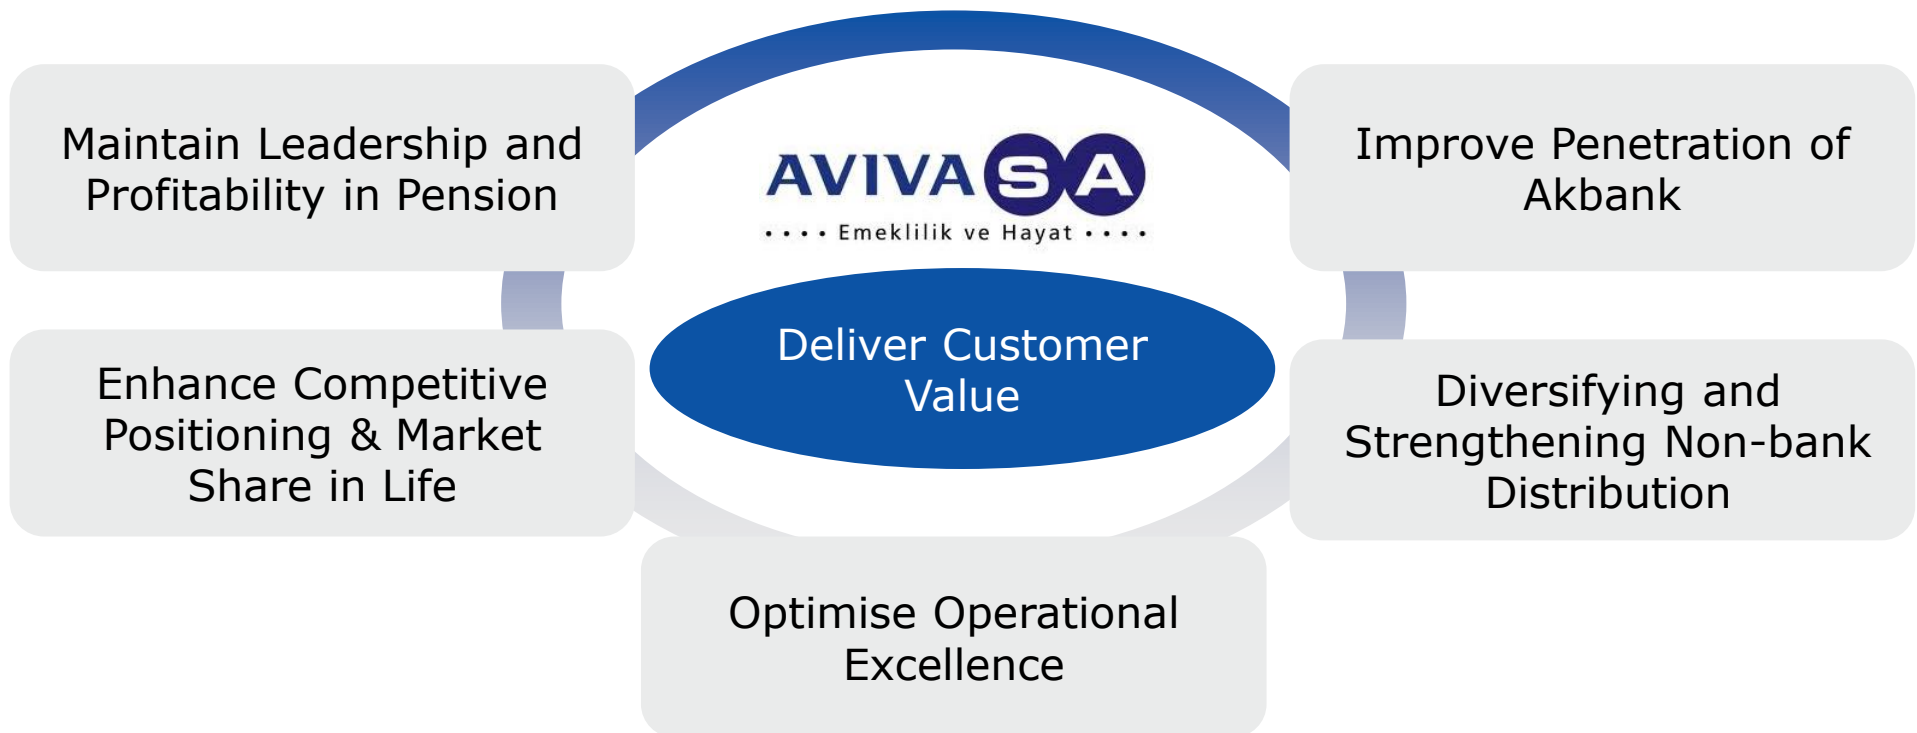 Maintain Leadership and
Profitability in Pension
AVIVASA
•••• Emeklilik ve Hayat ••••
Improve Penetration of
Akbank
Enhance Competitive
Positioning & Market
Share in Life
Deliver Customer
Value
Diversifying and
Strengthening Non-bank
Distribution
Optimise Operational
Excellence